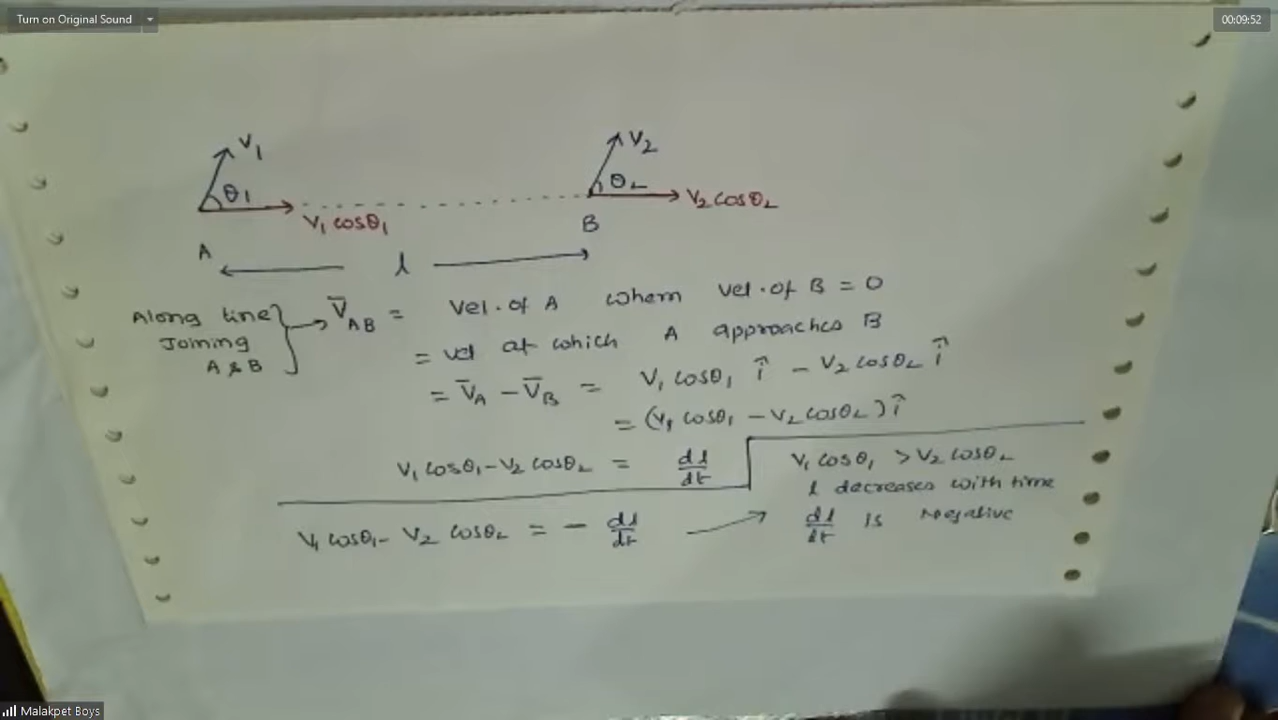 Turn on Original Sound
00:09:52
V1
V2
θ1
θ2
V1 cosθ1
V2 cosθ2
A
B
l
Along line
Joining
A & B
V̅AB = Vel. of A whem vel. of B = 0
= vel at which A approaches B
= V̅A − V̅B = V1 cosθ1 î − V2 cosθ2 î
= (V1 cosθ1 − V2 cosθ2) î
V1 cosθ1 − V2 cosθ2 = dl/dt
V1 cosθ1 > V2 cosθ2
l decreases with time
dl/dt is negative
V1 cosθ1 − V2 cosθ2 = − dl/dt
Malakpet Boys